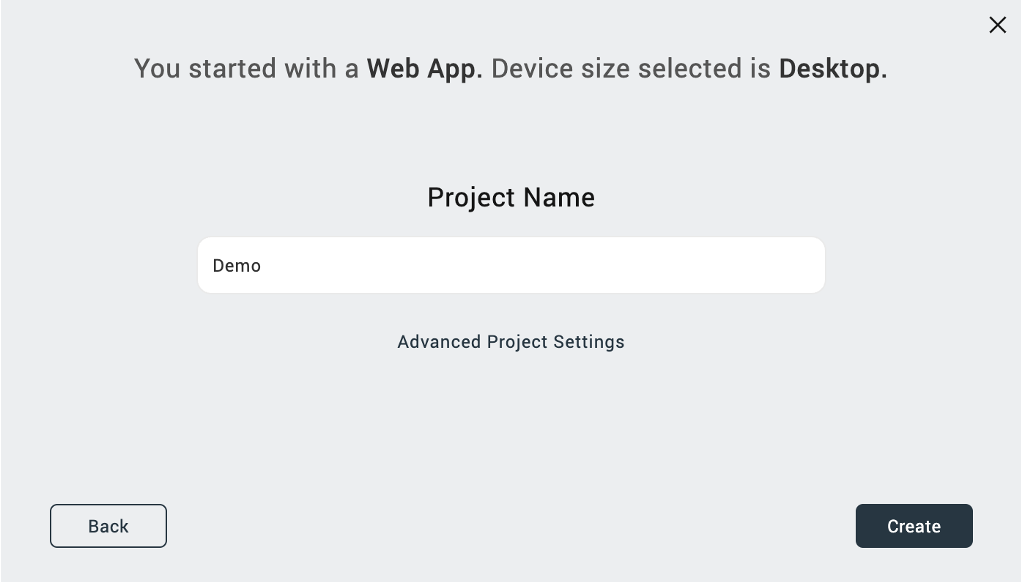 You started with a Web App. Device size selected is Desktop.
Project Name
Demo
Advanced Project Settings
Back
Create